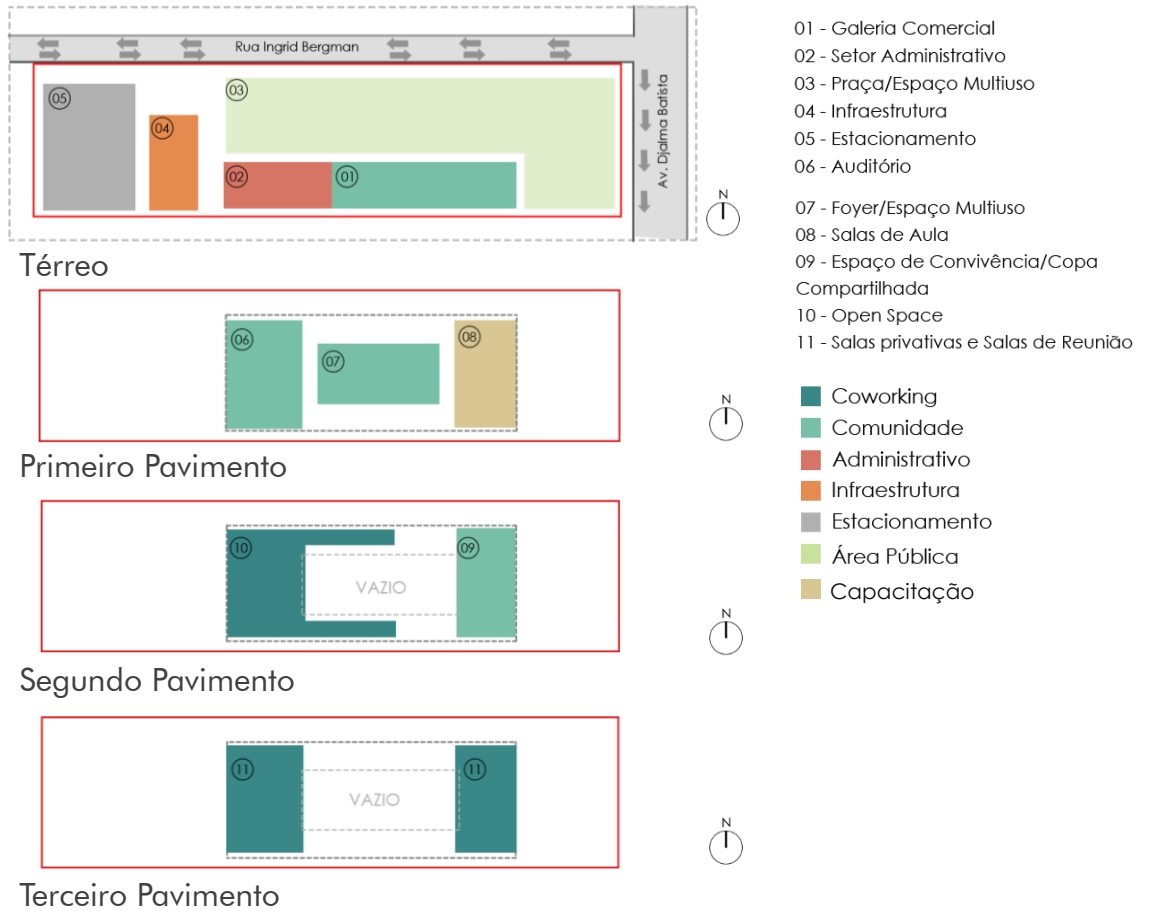 Rua Ingrid Bergman
Av. Djalma Batista
05
04
03
02
01
N
Térreo
06
07
08
N
Primeiro Pavimento
10
VAZIO
09
N
Segundo Pavimento
11
VAZIO
11
N
Terceiro Pavimento
01 - Galeria Comercial
02 - Setor Administrativo
03 - Praça/Espaço Multiuso
04 - Infraestrutura
05 - Estacionamento
06 - Auditório
07 - Foyer/Espaço Multiuso
08 - Salas de Aula
09 - Espaço de Convivência/Copa
Compartilhada
10 - Open Space
11 - Salas privativas e Salas de Reunião
Coworking
Comunidade
Administrativo
Infraestrutura
Estacionamento
Área Pública
Capacitação